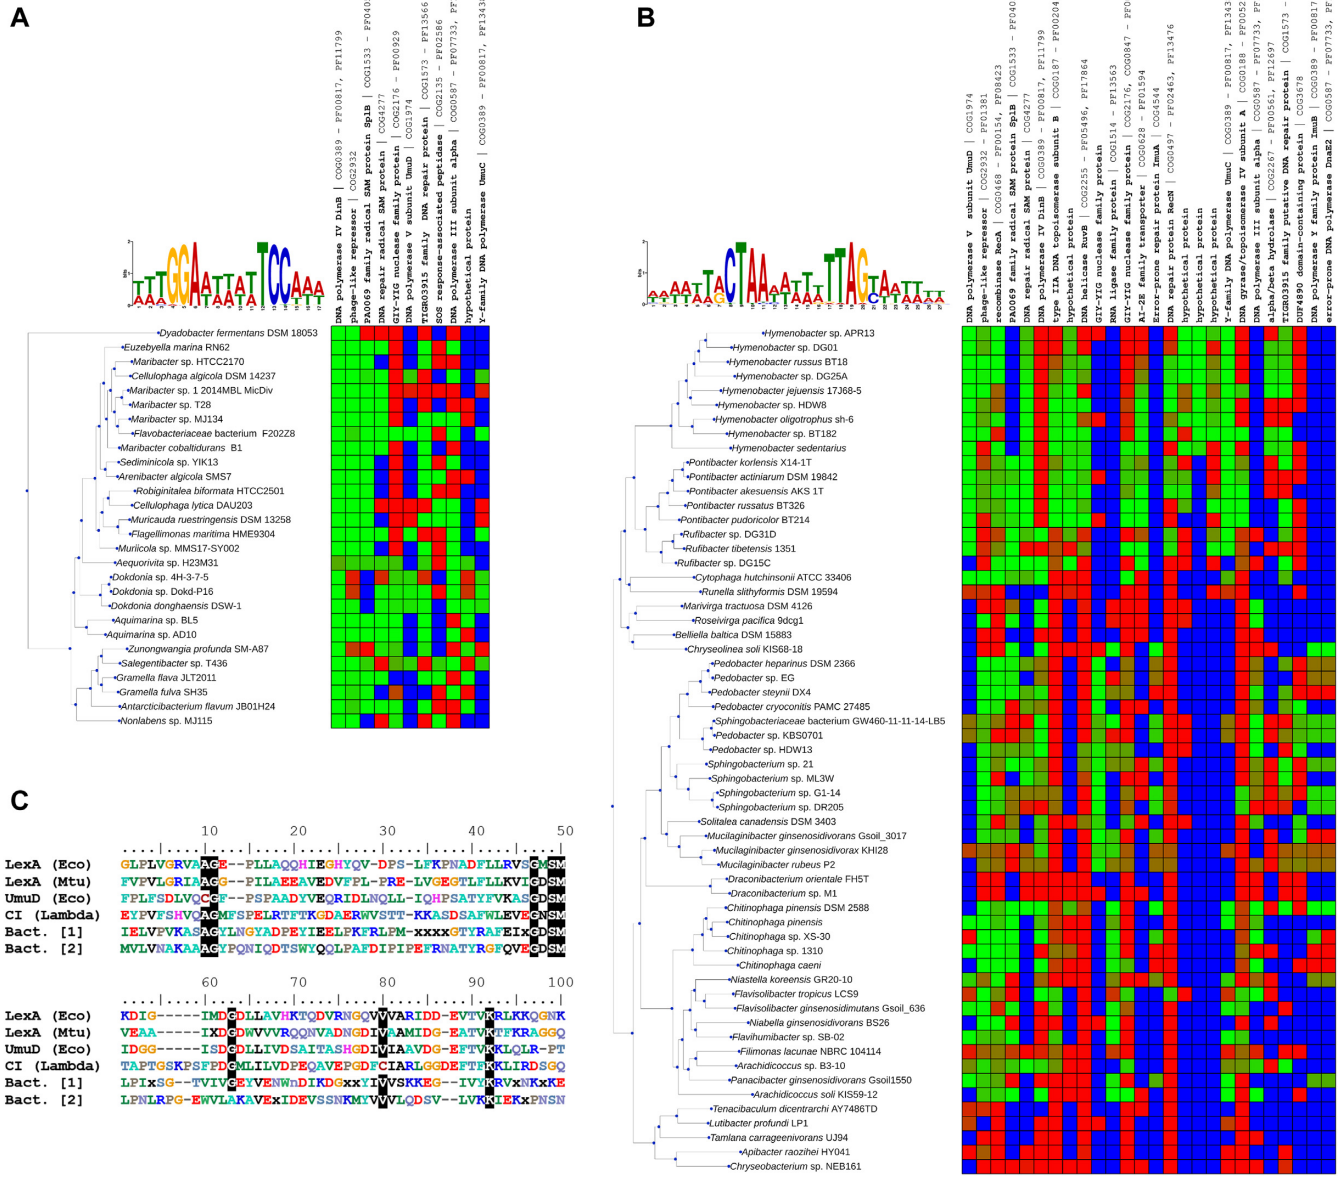 A
DNA polymerase IV DinB | COG0389 - PF00817, PF11799
phage-like repressor | COG2932
PA0069 family radical SAM protein SplB | COG1533 - PF040
DNA repair radical SAM protein | COG4277
GIY-YIG nuclease family protein | COG2176 - PF00929
DNA polymerase V subunit UmuD | COG1974
TIGR03915 family DNA repair protein | COG1573 - PF13566
SOS response-associated peptidase | COG2135 - PF02586
DNA polymerase III subunit alpha | COG0587 - PF07733, PF
hypothetical protein
Y-family DNA polymerase UmuC | COG0389 - PF00817, PF1343
Dyadobacter fermentans DSM 18053
Euzebyella marina RN62
Maribacter sp. HTCC2170
Cellulophaga algicola DSM 14237
Maribacter sp. 1 2014MBL MicDiv
Maribacter sp. T28
Maribacter sp. MJ134
Flavobacteriaceae bacterium F202Z8
Maribacter cobaltidurans B1
Sediminicola sp. YIK13
Arenibacter algicola SMS7
Robiginitalea biformata HTCC2501
Cellulophaga lytica DAU203
Muricauda ruestringensis DSM 13258
Flagellimonas maritima HME9304
Muriicola sp. MMS17-SY002
Aequorivita sp. H23M31
Dokdonia sp. 4H-3-7-5
Dokdonia sp. Dokd-P16
Dokdonia donghaensis DSW-1
Aquimarina sp. BL5
Aquimarina sp. AD10
Zunongwangia profunda SM-A87
Salegentibacter sp. T436
Gramella flava JLT2011
Gramella fulva SH35
Antarcticibacterium flavum JB01H24
Nonlabens sp. MJ115
B
DNA polymerase V subunit UmuD | COG1974
phage-like repressor | COG2932 - PF01381
recombinase RecA | COG0468 - PF00154, PF08423
PA0069 family radical SAM protein SplB | COG1533 - PF040
DNA repair radical SAM protein | COG4277
DNA polymerase IV DinB | COG0389 - PF00817, PF11799
type IIA DNA topoisomerase subunit B | COG0187 - PF00204
hypothetical protein
DNA helicase RuvB | COG2255 - PF05496, PF17864
GIY-YIG nuclease family protein
RNA ligase family protein | COG1514 - PF13563
GIY-YIG nuclease family protein | COG2176, COG0847 - PF0
AI-2E family transporter | COG0628 - PF01594
Error-prone repair protein ImuA | COG4544
DNA repair protein RecN | COG0497 - PF02463, PF13476
hypothetical protein
hypothetical protein
hypothetical protein
Y-family DNA polymerase UmuC | COG0389 - PF00817, PF1343
DNA gyrase/topoisomerase IV subunit A | COG0188 - PF0052
DNA polymerase III subunit alpha | COG0587 - PF07733, PF
alpha/beta hydrolase | COG2267 - PF00561, PF12697
TIGR03915 family putative DNA repair protein | COG1573 -
DUF4890 domain-containing protein | COG3678
DNA polymerase Y family protein ImuB | COG0389 - PF00817
error-prone DNA polymerase DnaE2 | COG0587 - PF07733, PF
Hymenobacter sp. APR13
Hymenobacter sp. DG01
Hymenobacter russus BT18
Hymenobacter sp. DG25A
Hymenobacter jejuensis 17J68-5
Hymenobacter sp. HDW8
Hymenobacter oligotrophus sh-6
Hymenobacter sp. BT182
Hymenobacter sedentarius
Pontibacter korlensis X14-1T
Pontibacter actiniarum DSM 19842
Pontibacter akesuensis AKS 1T
Pontibacter russatus BT326
Pontibacter pudoricolor BT214
Rufibacter sp. DG31D
Rufibacter tibetensis 1351
Rufibacter sp. DG15C
Cytophaga hutchinsonii ATCC 33406
Runella slithyformis DSM 19594
Marivirga tractuosa DSM 4126
Roseivirga pacifica 9dcg1
Belliella baltica DSM 15883
Chryseolinea soli KIS68-18
Pedobacter heparinus DSM 2366
Pedobacter sp. EG
Pedobacter steynii DX4
Pedobacter cryoconitis PAMC 27485
Sphingobacteriaceae bacterium GW460-11-11-14-LB5
Pedobacter sp. KBS0701
Pedobacter sp. HDW13
Sphingobacterium sp. 21
Sphingobacterium sp. ML3W
Sphingobacterium sp. G1-14
Sphingobacterium sp. DR205
Solitalea canadensis DSM 3403
Mucilaginibacter ginsenosidivorans Gsoil_3017
Mucilaginibacter ginsenosidivorax KHI28
Mucilaginibacter rubeus P2
Draconibacterium orientale FH5T
Draconibacterium sp. M1
Chitinophaga pinensis DSM 2588
Chitinophaga pinensis
Chitinophaga sp. XS-30
Chitinophaga sp. 1310
Chitinophaga caeni
Niastella koreensis GR20-10
Flavisolibacter tropicus LCS9
Flavisolibacter ginsenosidimutans Gsoil_636
Niabella ginsenosidivorans BS26
Flavihumibacter sp. SB-02
Filimonas lacunae NBRC 104114
Arachidicoccus sp. B3-10
Panacibacter ginsenosidivorans Gsoil1550
Arachidicoccus soli KIS59-12
Tenacibaculum dicentrarchi AY7486TD
Lutibacter profundi LP1
Tamlana carrageenivorans UJ94
Apibacter raozihei HY041
Chryseobacterium sp. NEB161
C
10 20 30 40 50
LexA (Eco) GLPLVGRVAAGE--PLLAQQHIEGHYQV-DPS-LFKPNADFLLRVSGMSM
LexA (Mtu) FVPVLGRIAAGG--PILAEEAVEDVFPL-PRE-LVGEGTLFLLKVIGDSM
UmuD (Eco) FPLFSDLVQCGF-PSPAADYVEQRIDLNQLL-IQHPSATYFVKASGDSM
CI (Lambda) EYPVFSHVQAGMFSPELRTFTKGDAERWVSTT-KKASDSAFWLEVEGNSM
Bact. [1] IELVPVKASAGYLNGYADPEYIEELPKFRLPM-xxxxGTYRAFEIxGDSM
Bact. [2] MVLVNAKAAAGYPQNIQDTSWYQQLPAFDIPIPEFRNATYRGFQVEGDSM
60 70 80 90 100
LexA (Eco) KDIG-----IMDGDLLAVHKTQDVRNGQVVVARIDD-EVTVKRLKKQGNK
LexA (Mtu) VEAA-----IKDGDWVVVRQQNVADNGDIVAAMIDG-EATVKTFKRAGGQ
UmuD (Eco) IDGG-----ISDGDLLIVDSAITASHGDIVIAAVDG-EFTVKKLQLR-PT
CI (Lambda) TAPTGSKPSFPDGMLILVDPEQAVEPGDFCIARLGGDEFTFKKLIRDSGQ
Bact. [1] LPIxSG--TVIVGEYVENWNDIKDGxxYIVVSKKEG-IVYKRVxNKxKE
Bact. [2] LPNLRPG-EWVLAKAVExIDEVSSNKMYVVVLQDSV-LVKKIEKxPNSN